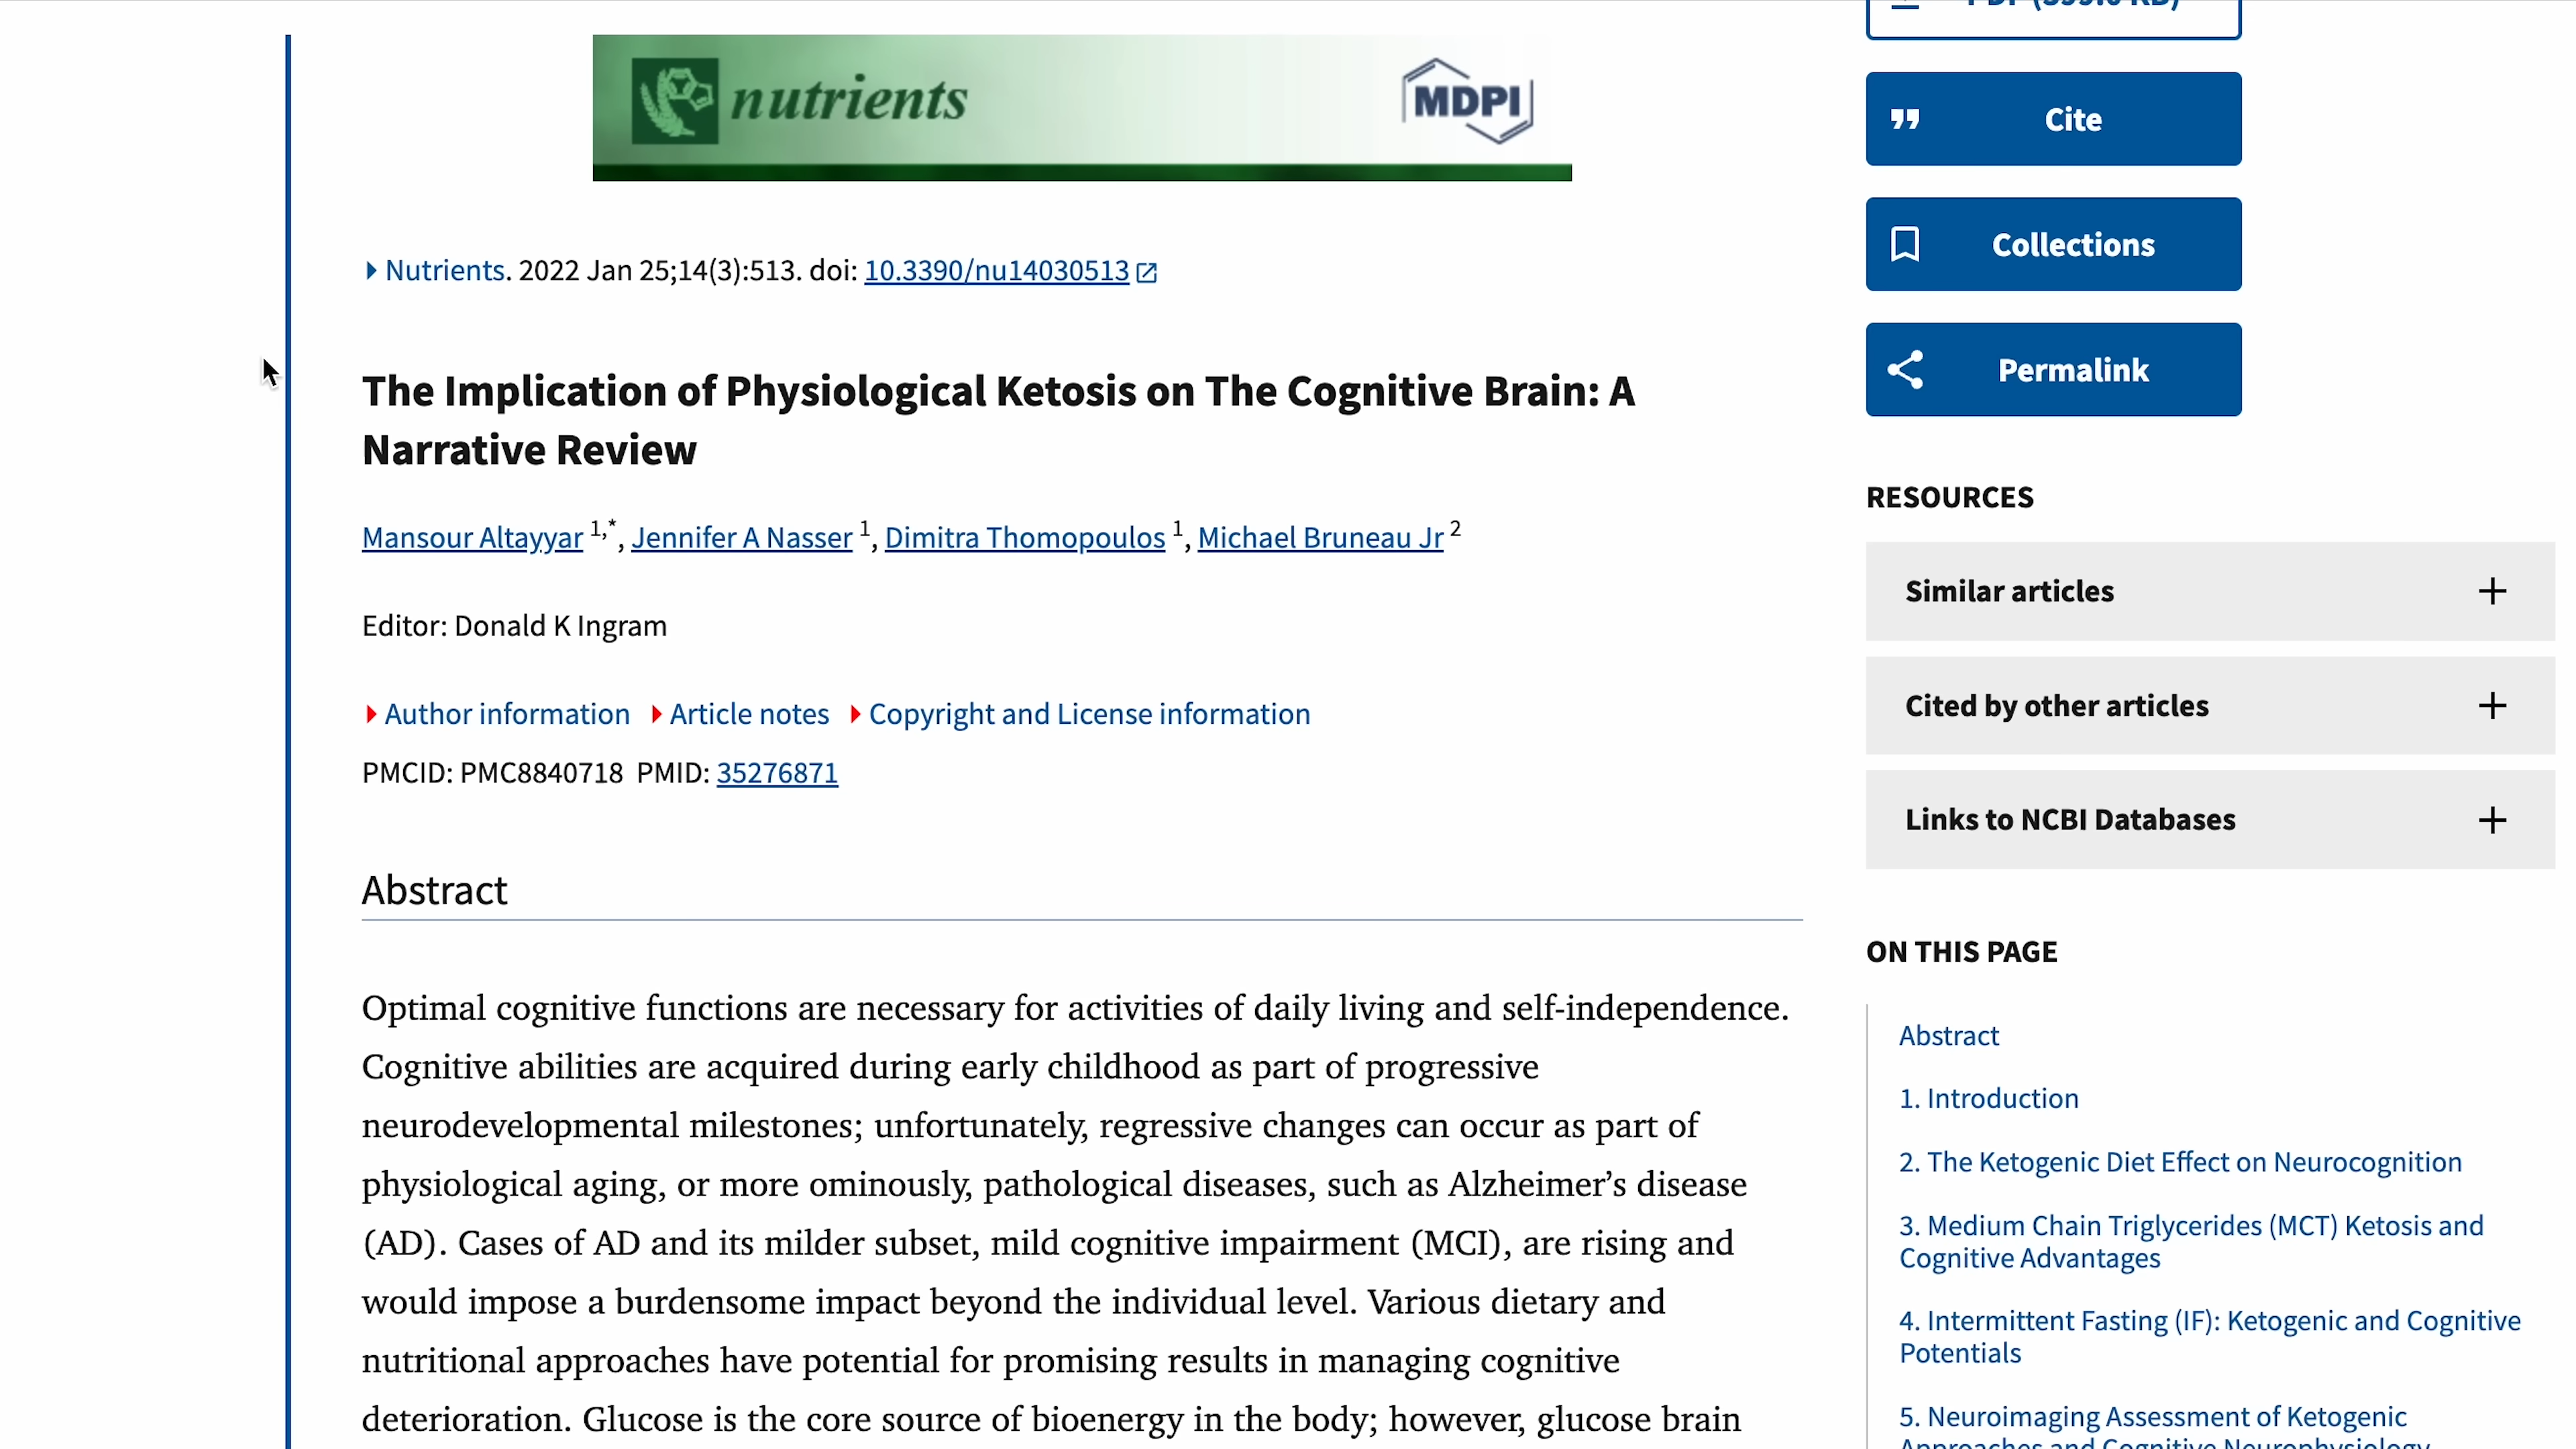 PDF (399.6 KB)
nutrients
MDPI
Cite
Nutrients. 2022 Jan 25;14(3):513. doi: 10.3390/nu14030513
Collections
Permalink
The Implication of Physiological Ketosis on The Cognitive Brain: A
Narrative Review
Mansour Altayyar 1,*, Jennifer A Nasser 1, Dimitra Thomopoulos 1, Michael Bruneau Jr 2
Editor: Donald K Ingram
Author information Article notes Copyright and License information
PMCID: PMC8840718 PMID: 35276871
Abstract
Optimal cognitive functions are necessary for activities of daily living and self-independence.
Cognitive abilities are acquired during early childhood as part of progressive
neurodevelopmental milestones; unfortunately, regressive changes can occur as part of
physiological aging, or more ominously, pathological diseases, such as Alzheimer’s disease
(AD). Cases of AD and its milder subset, mild cognitive impairment (MCI), are rising and
would impose a burdensome impact beyond the individual level. Various dietary and
nutritional approaches have potential for promising results in managing cognitive
deterioration. Glucose is the core source of bioenergy in the body; however, glucose brain
RESOURCES
Similar articles
Cited by other articles
Links to NCBI Databases
ON THIS PAGE
Abstract
1. Introduction
2. The Ketogenic Diet Effect on Neurocognition
3. Medium Chain Triglycerides (MCT) Ketosis and
Cognitive Advantages
4. Intermittent Fasting (IF): Ketogenic and Cognitive
Potentials
5. Neuroimaging Assessment of Ketogenic
Approaches and Cognitive Neurophysiology